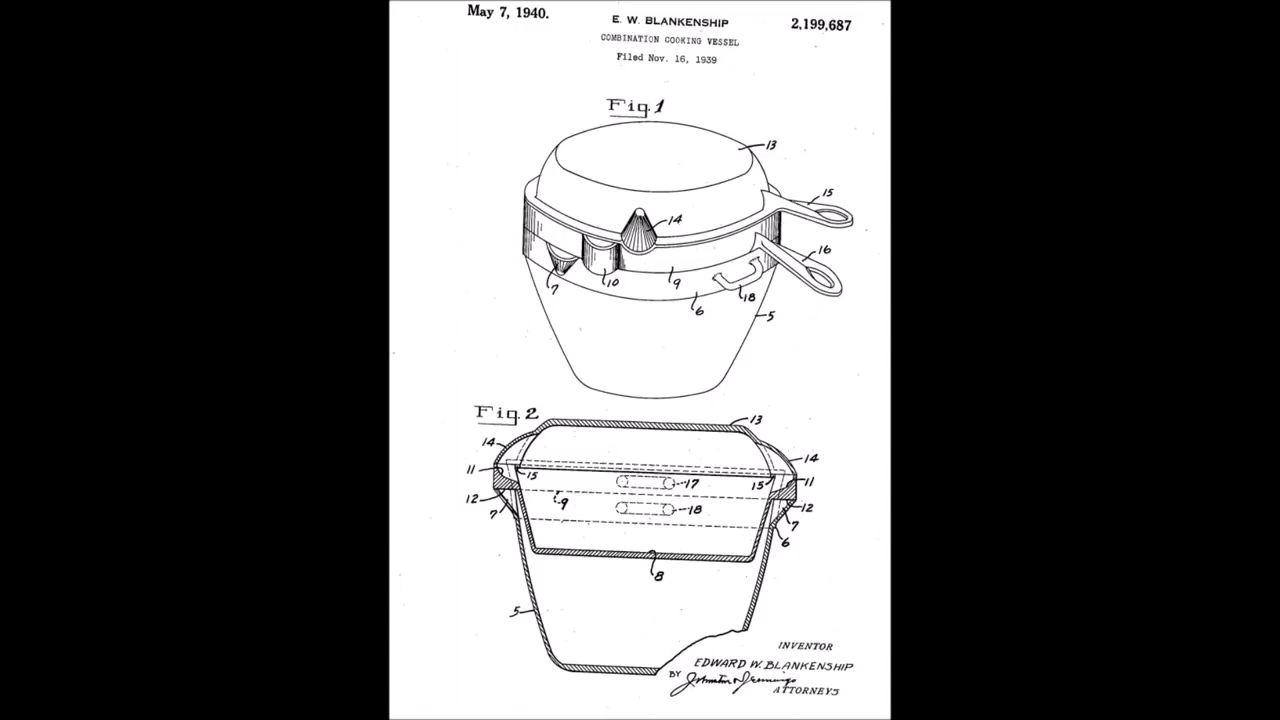 May 7, 1940.
E. W. BLANKENSHIP
2,199,687
COMBINATION COOKING VESSEL
Filed Nov. 16, 1939
Fig. 1
13
15
14
16
7
10
9
18
6
5
Fig. 2
13
14
14
11
15
15
11
17
12
9
18
12
7
7
6
8
5
INVENTOR
EDWARD W. BLANKENSHIP
BY
ATTORNEYS